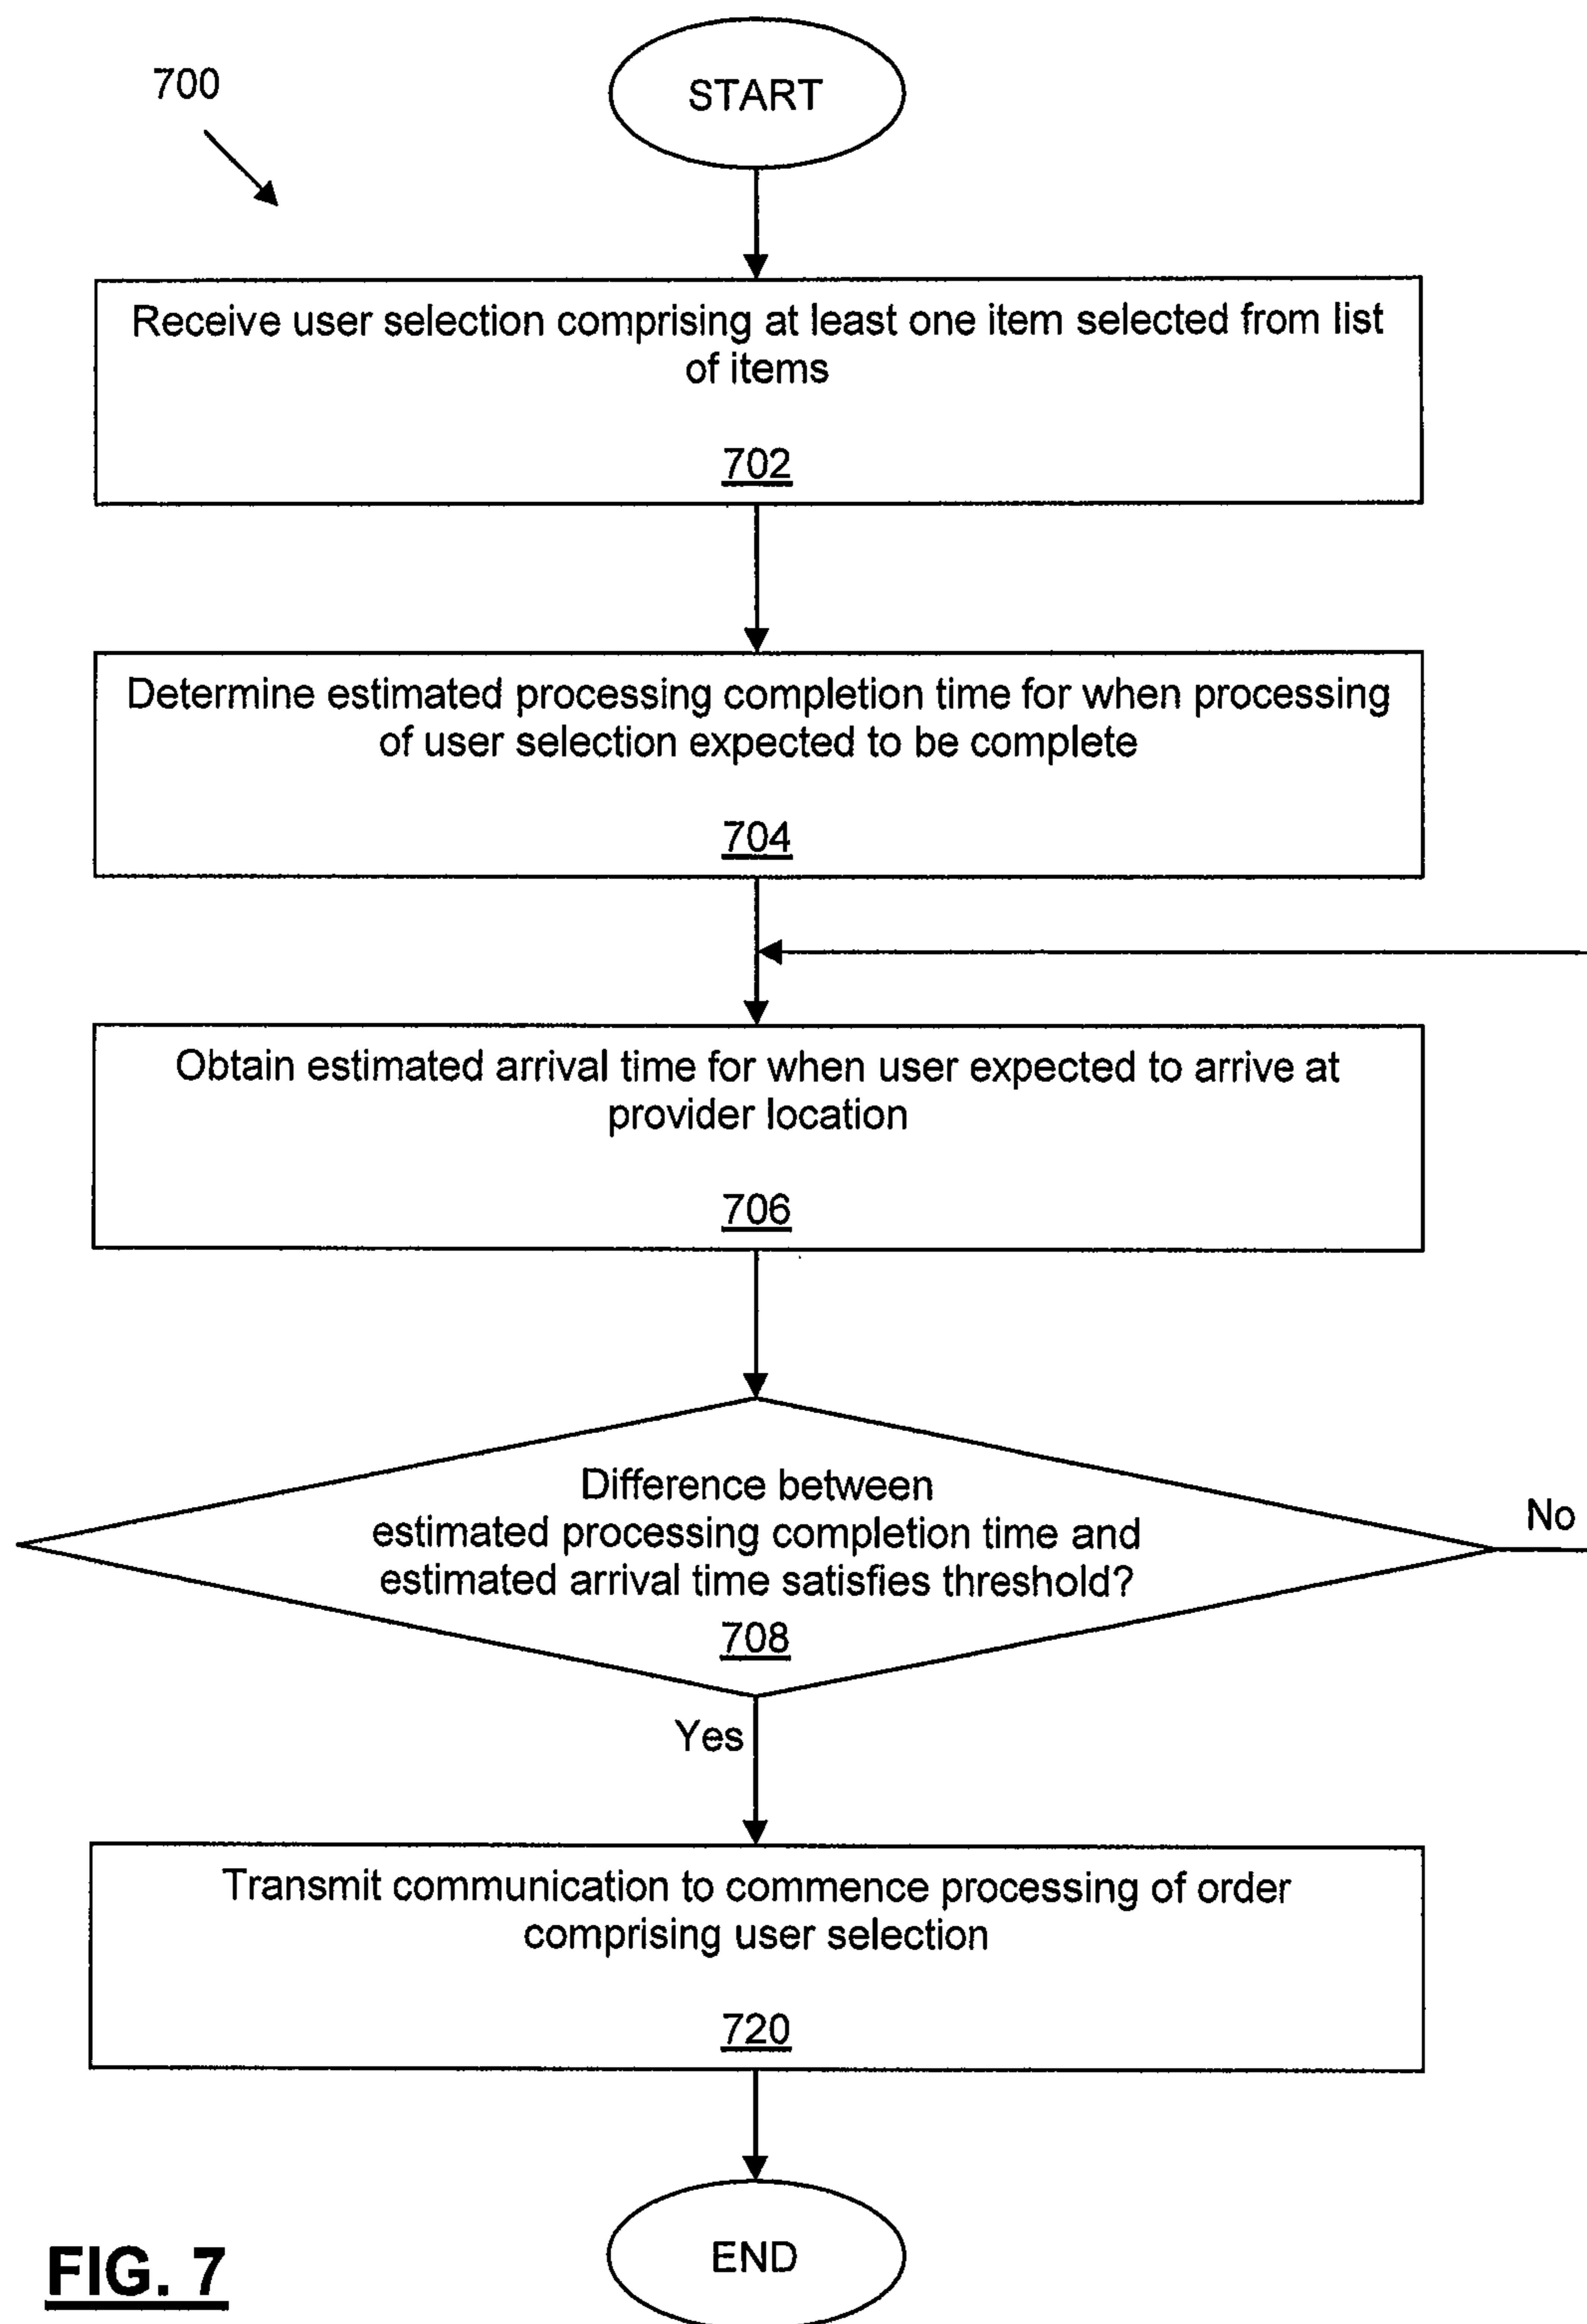 700
START
Receive user selection comprising at least one item selected from list
of items
702
Determine estimated processing completion time for when processing
of user selection expected to be complete
704
Obtain estimated arrival time for when user expected to arrive at
provider location
706
Difference between
estimated processing completion time and
estimated arrival time satisfies threshold?
708
No
Yes
Transmit communication to commence processing of order
comprising user selection
720
END
FIG. 7